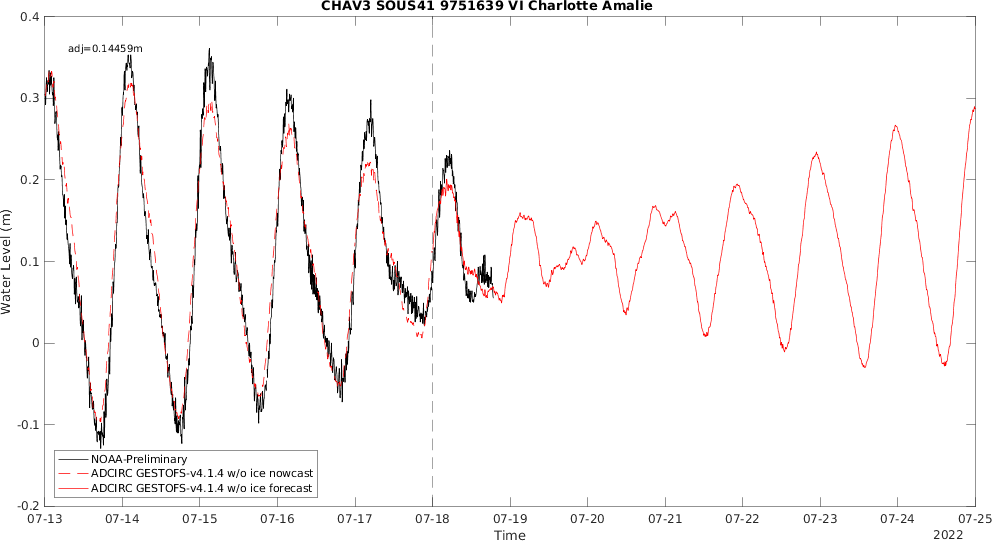 CHAV3 SOUS41 9751639 VI Charlotte Amalie
adj=0.14459m
0.4
0.3
0.2
0.1
0
-0.1
-0.2
Water Level (m)
NOAA-Preliminary
ADCIRC GESTOFS-v4.1.4 w/o ice nowcast
ADCIRC GESTOFS-v4.1.4 w/o ice forecast
07-13 07-14 07-15 07-16 07-17 07-18 07-19 07-20 07-21 07-22 07-23 07-24 07-25
Time
2022